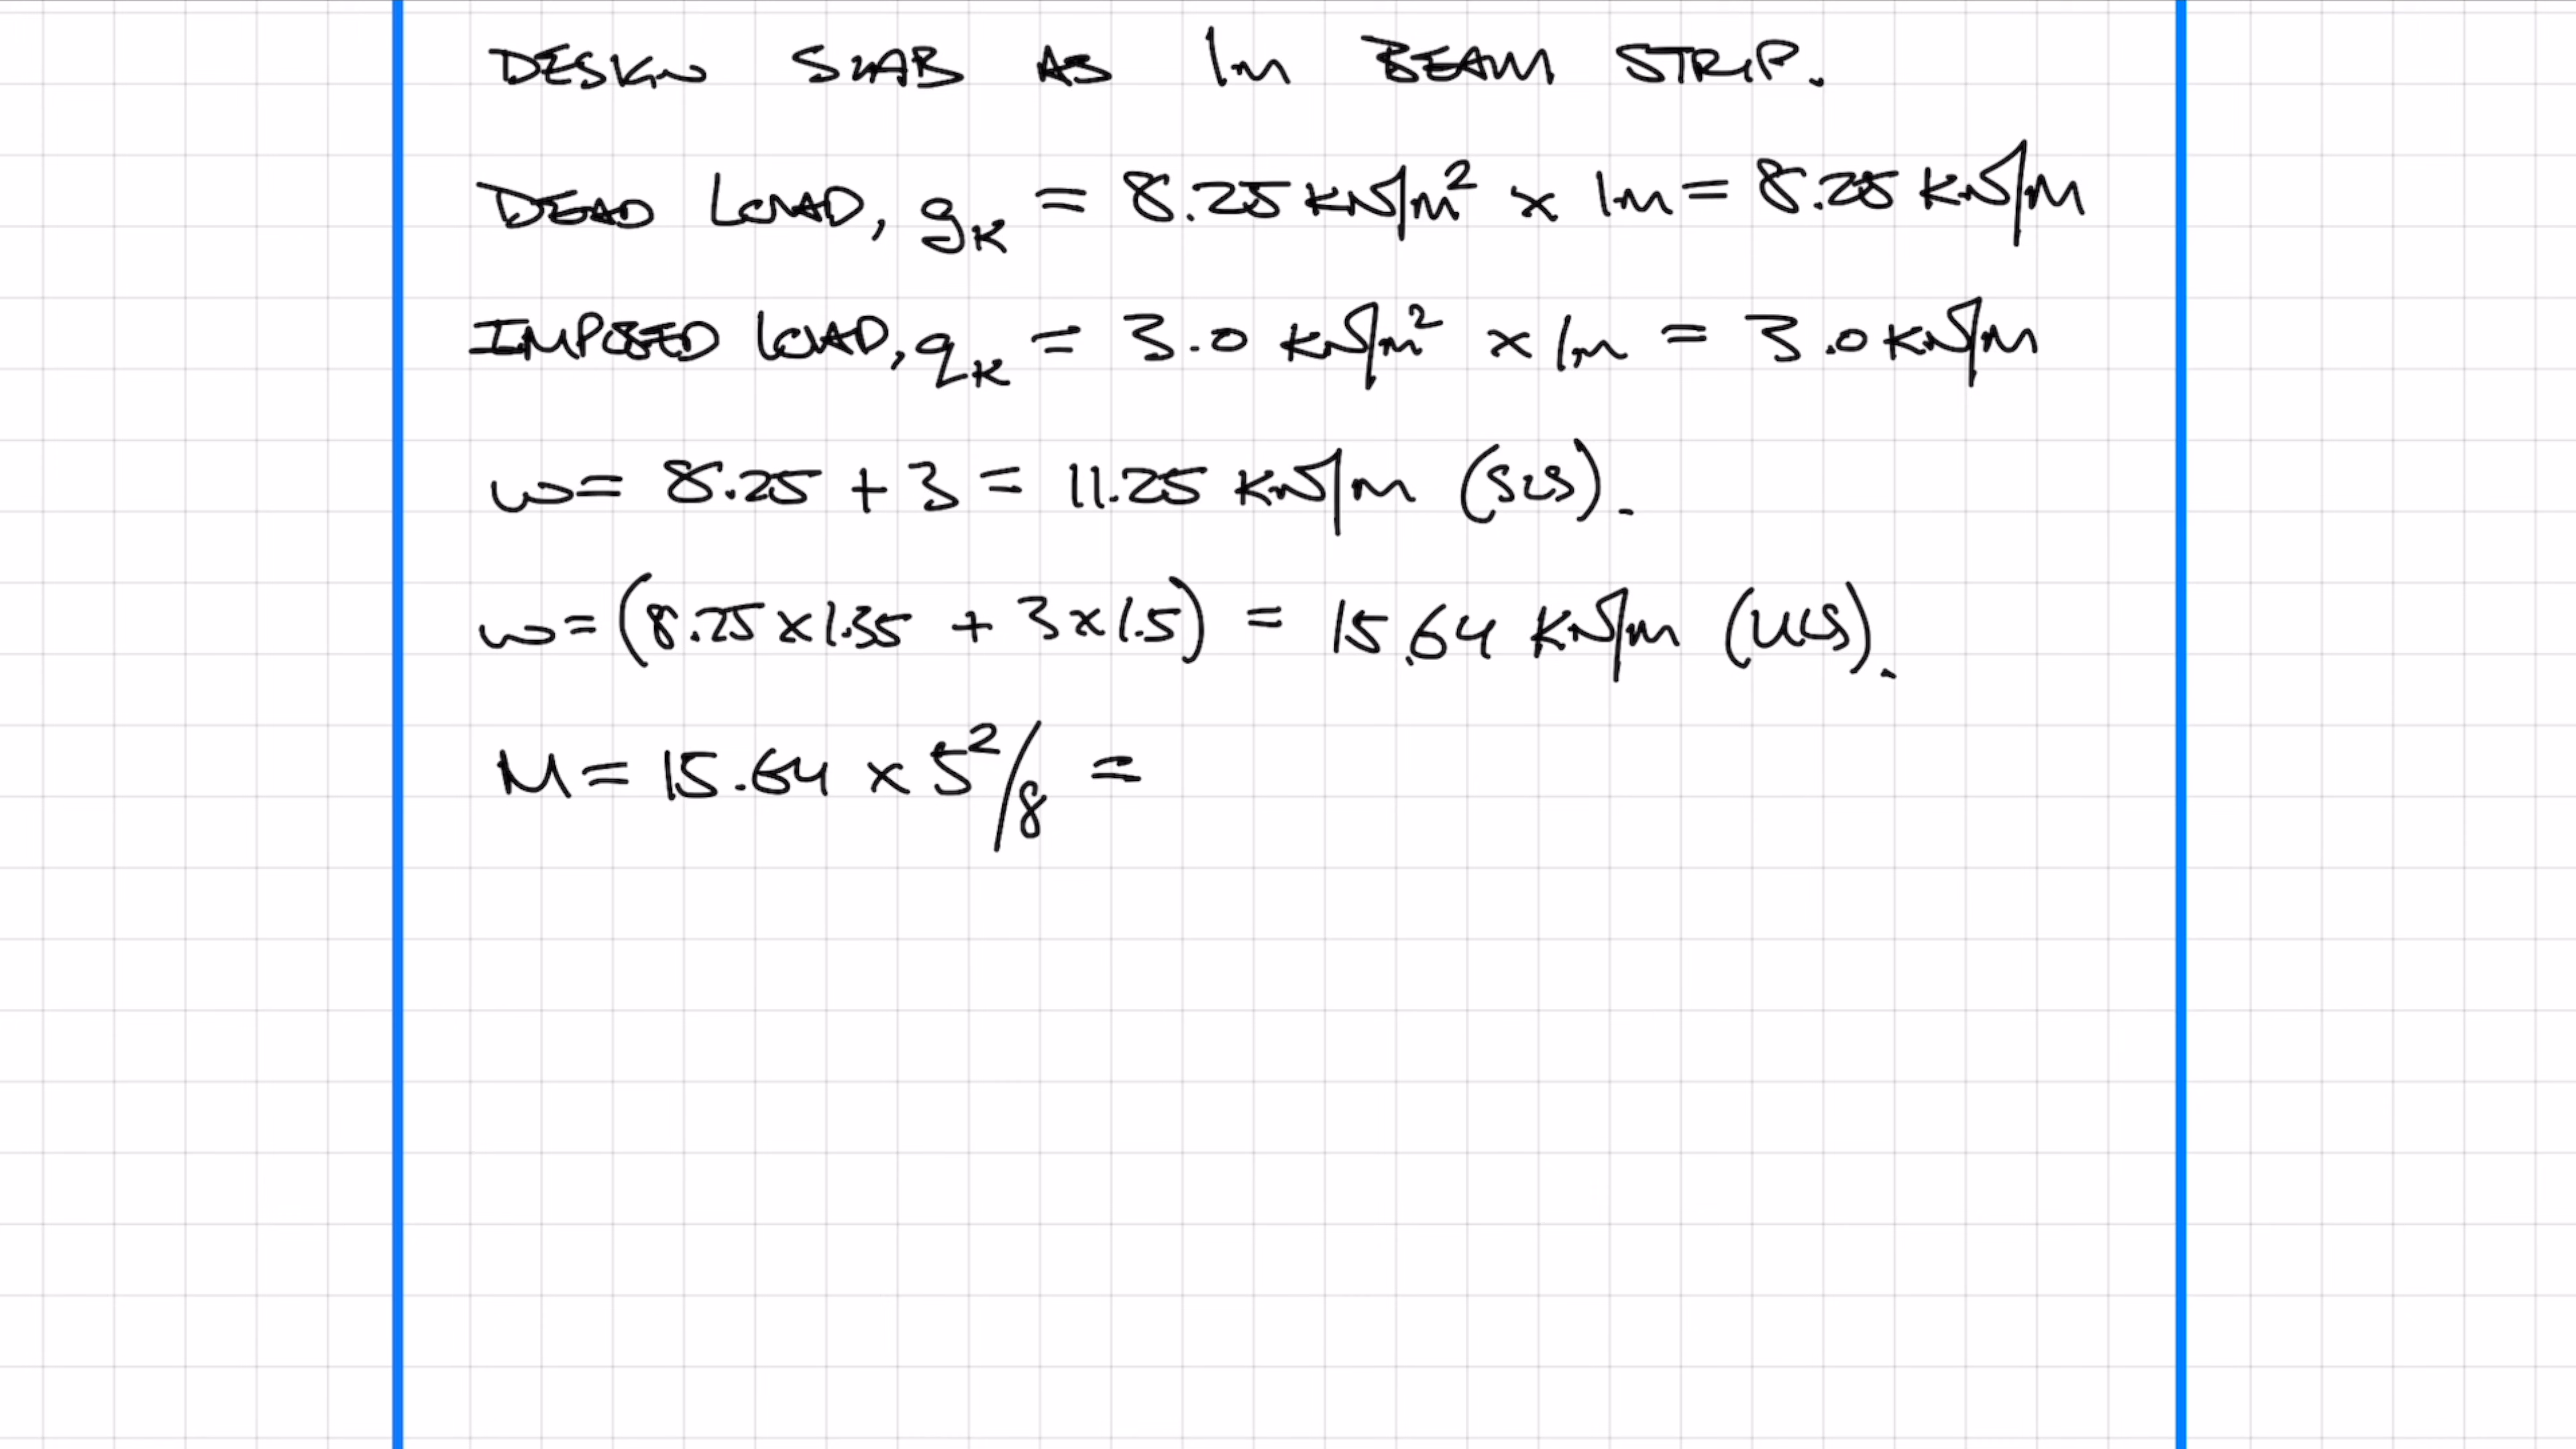 DESIGN SLAB AS 1m BEAM STRIP.
DEAD LOAD, gk = 8.25 kN/m² x 1m = 8.25 kN/m
IMPOSED LOAD, qk = 3.0 kN/m² x 1m = 3.0 kN/m
w = 8.25 + 3 = 11.25 kN/m (SLS).
w = (8.25 x 1.35 + 3 x 1.5) = 15.64 kN/m (ULS).
M = 15.64 x 5²/8 =